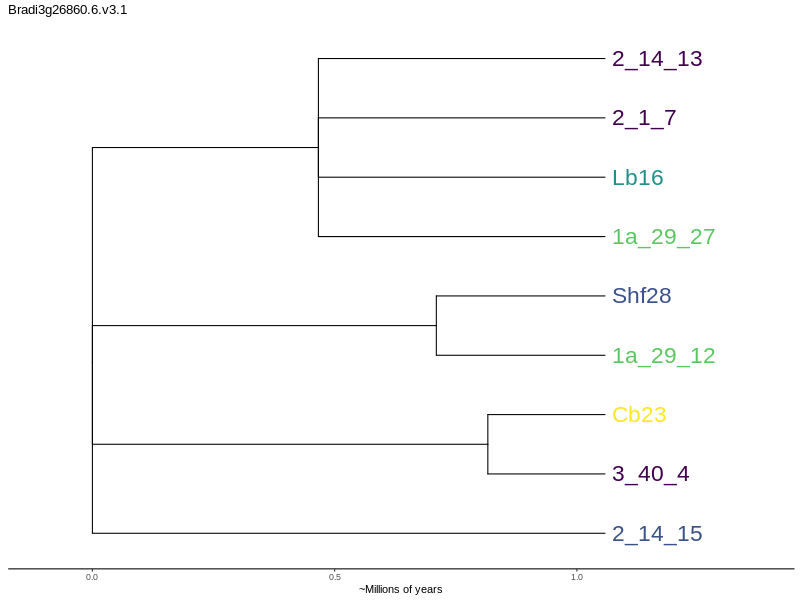 Bradi3g26860.6.v3.1
2_14_13
2_1_7
Lb16
1a_29_27
Shf28
1a_29_12
Cb23
3_40_4
2_14_15
0.0 0.5 1.0
~Millions of years